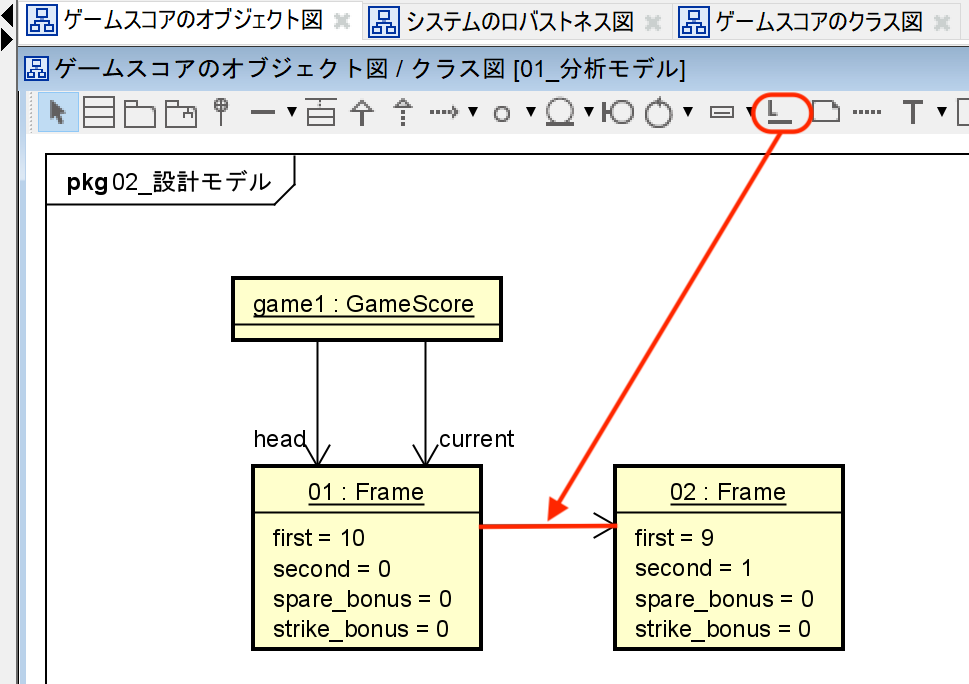 ゲームスコアのオブジェクト図 システムのロバストネス図 ゲームスコアのクラス図
ゲームスコアのオブジェクト図 / クラス図 [01_分析モデル]
T
pkg 02_設計モデル
game1 : GameScore
head current
01 : Frame
first = 10
second = 0
spare_bonus = 0
strike_bonus = 0
02 : Frame
first = 9
second = 1
spare_bonus = 0
strike_bonus = 0